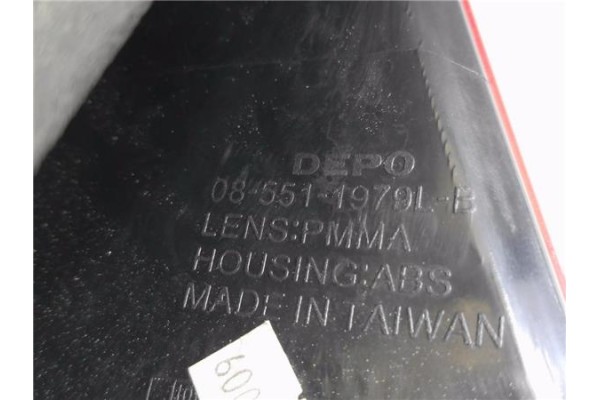 DEPO
08-551-1979L-B
LENS:PMMA
HOUSING:ABS
MADE IN TAIWAN